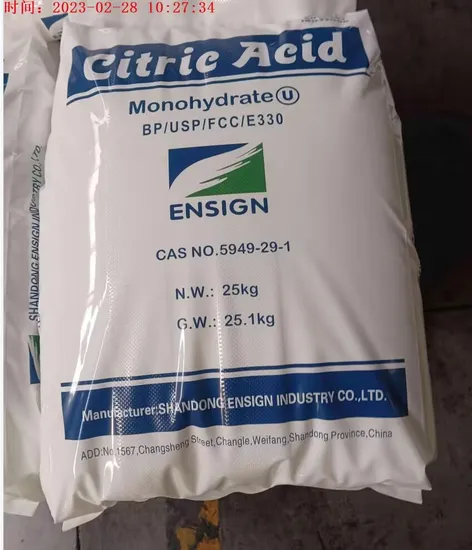 时间: 2023-02-28 10:27:34
Citric Acid
Monohydrate U
BP/USP/FCC/E330
ENSIGN
CAS NO.5949-29-1
N.W.: 25kg
G.W.: 25.1kg
Manufacturer:SHANDONG ENSIGN INDUSTRY CO.,LTD.
ADD:No.1567,Changsheng Street,Changle,Weifang,Shandong Province,China
SHANDONG ENSIGN INDUSTRY CO.,LTD